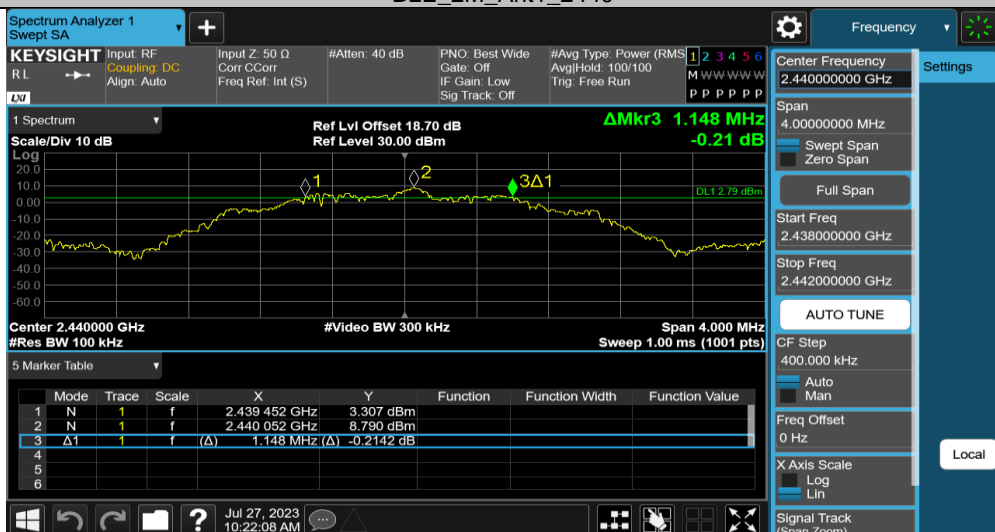 Spectrum Analyzer 1
Swept SA
+
Frequency
KEYSIGHT
RL
LXI
Input: RF
Coupling: DC
Align: Auto
Input Z: 50 Ω
Corr CCorr
Freq Ref: Int (S)
#Atten: 40 dB
PNO: Best Wide
Gate: Off
IF Gain: Low
Sig Track: Off
#Avg Type: Power (RMS
Avg|Hold: 100/100
Trig: Free Run
1 2 3 4 5 6
M W W W W W
P P P P P P
1 Spectrum
Scale/Div 10 dB
Ref Lvl Offset 18.70 dB
Ref Level 30.00 dBm
ΔMkr3 1.148 MHz
-0.21 dB
Log
20.0
10.0
0.00
-10.0
-20.0
-30.0
-40.0
-50.0
-60.0
1
2
3Δ1
DL1 2.79 dBm
Center 2.440000 GHz
#Res BW 100 kHz
#Video BW 300 kHz
Span 4.000 MHz
Sweep 1.00 ms (1001 pts)
5 Marker Table
Mode Trace Scale X Y Function Function Width Function Value
1 N 1 f 2.439 452 GHz 3.307 dBm
2 N 1 f 2.440 052 GHz 8.790 dBm
3 Δ1 1 f (Δ) 1.148 MHz (Δ) -0.2142 dB
4
5
6
?
Jul 27, 2023
10:22:08 AM
Center Frequency
2.440000000 GHz
Span
4.00000000 MHz
Swept Span
Zero Span
Full Span
Start Freq
2.438000000 GHz
Stop Freq
2.442000000 GHz
AUTO TUNE
CF Step
400.000 kHz
Auto
Man
Freq Offset
0 Hz
X Axis Scale
Log
Lin
Signal Track
(Span Zoom)
Settings
Local